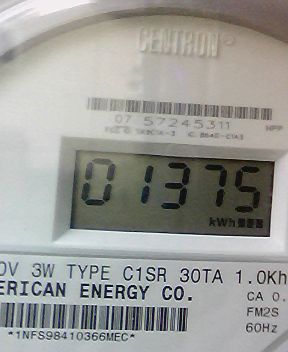 CENTRON®
07 57245311
01375
kWh
0V 3W TYPE C1SR 30TA 1.0Kh
ERICAN ENERGY CO.
CA 0.
FM2S
*1NFS98410366MEC*
60Hz